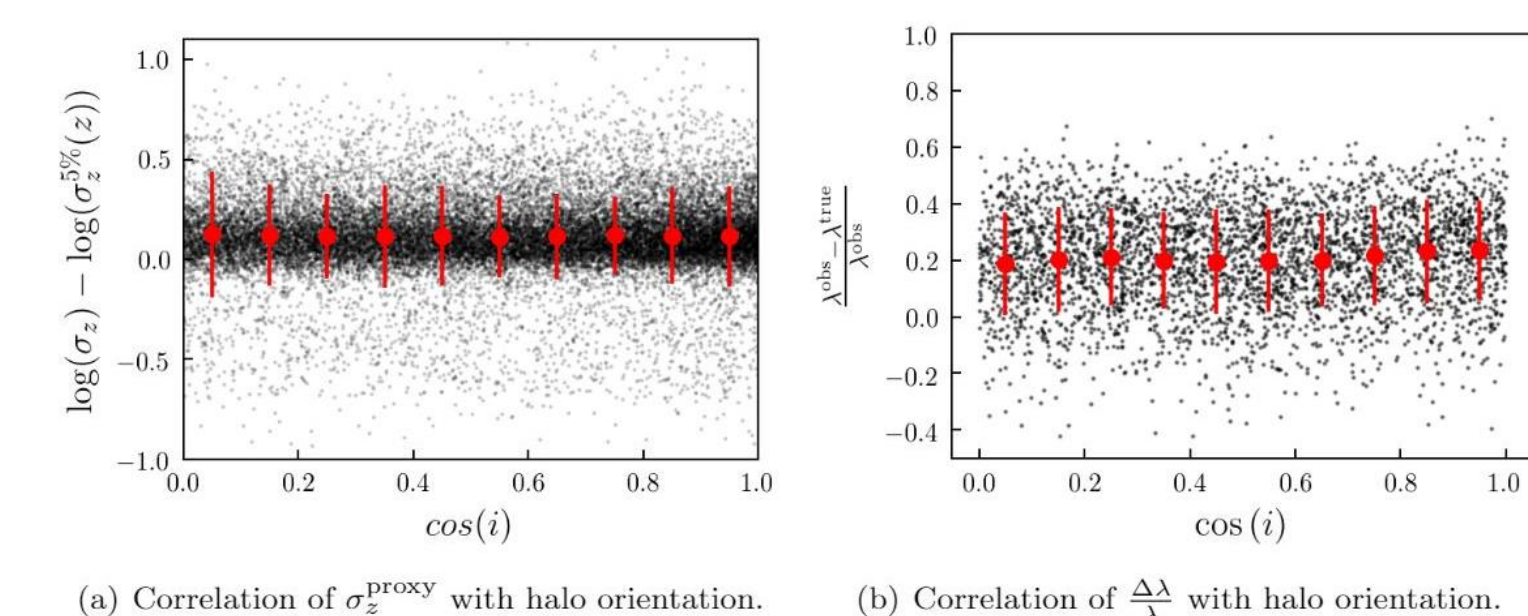 1.0
0.5
0.0
−0.5
−1.0
log(σ_z) − log(σ_z^{5%}(z))
0.0 0.2 0.4 0.6 0.8 1.0
cos(i)
(a) Correlation of σ_z^{proxy} with halo orientation.
1.0
0.8
0.6
0.4
0.2
0.0
−0.2
−0.4
λ^{obs} − λ^{true}
λ^{obs}
0.0 0.2 0.4 0.6 0.8 1.0
cos (i)
(b) Correlation of Δλ/λ with halo orientation.